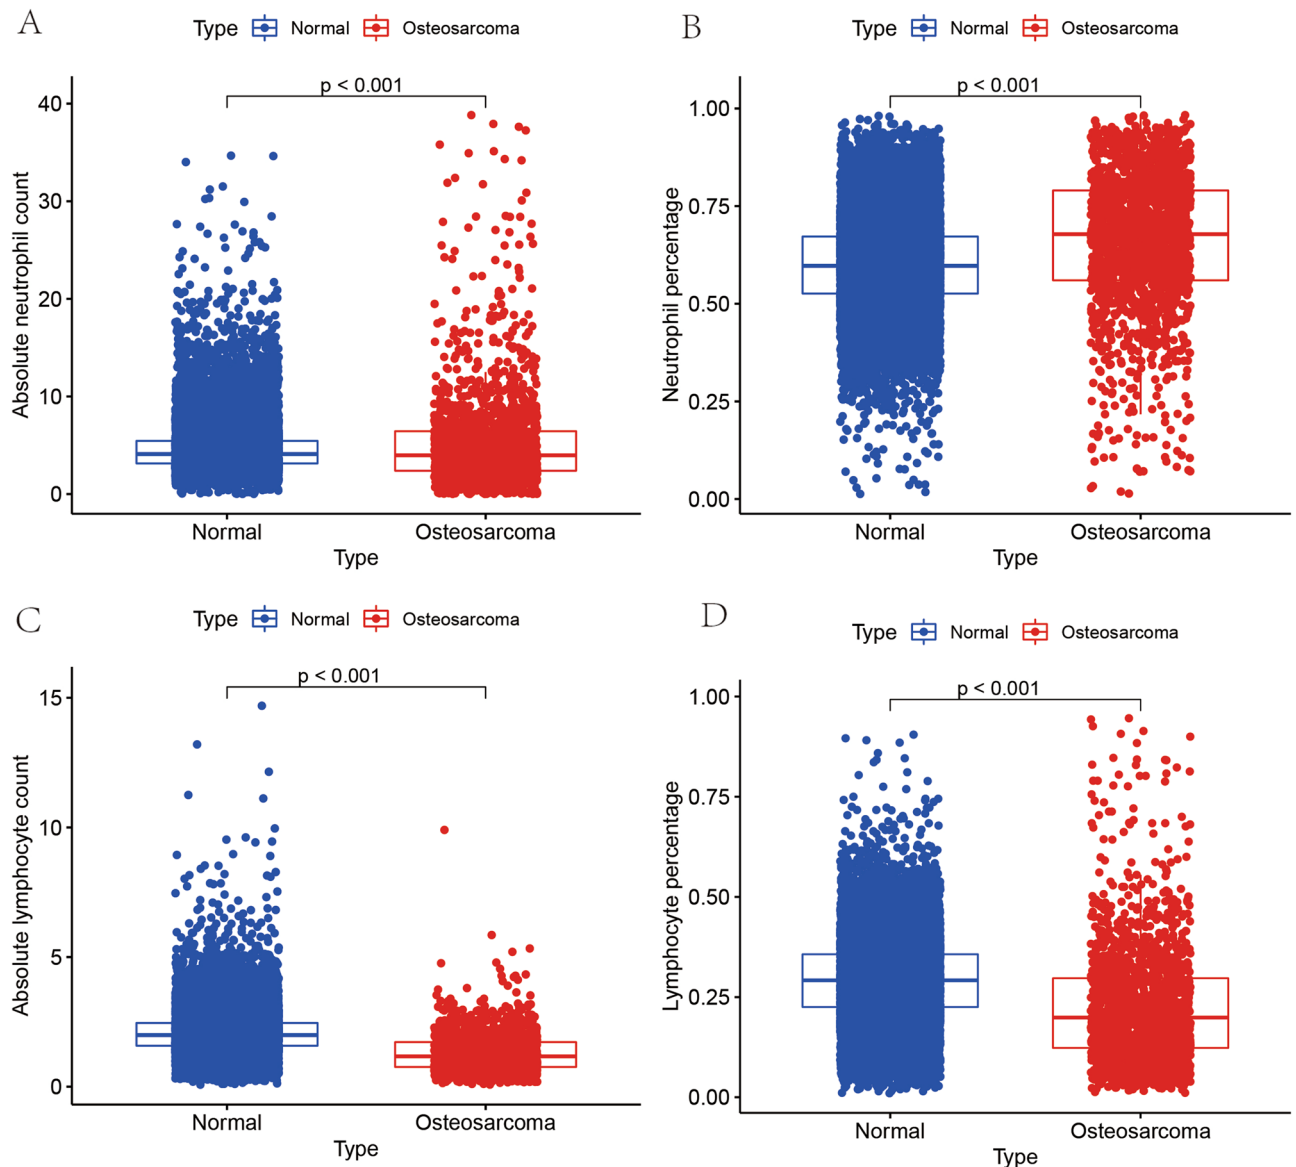 A
Type Normal Osteosarcoma
p < 0.001
Absolute neutrophil count
40
30
20
10
0
Normal Osteosarcoma
Type
B
Type Normal Osteosarcoma
p < 0.001
Neutrophil percentage
1.00
0.75
0.50
0.25
0.00
Normal Osteosarcoma
Type
C
Type Normal Osteosarcoma
p < 0.001
Absolute lymphocyte count
15
10
5
0
Normal Osteosarcoma
Type
D
Type Normal Osteosarcoma
p < 0.001
Lymphocyte percentage
1.00
0.75
0.50
0.25
0.00
Normal Osteosarcoma
Type